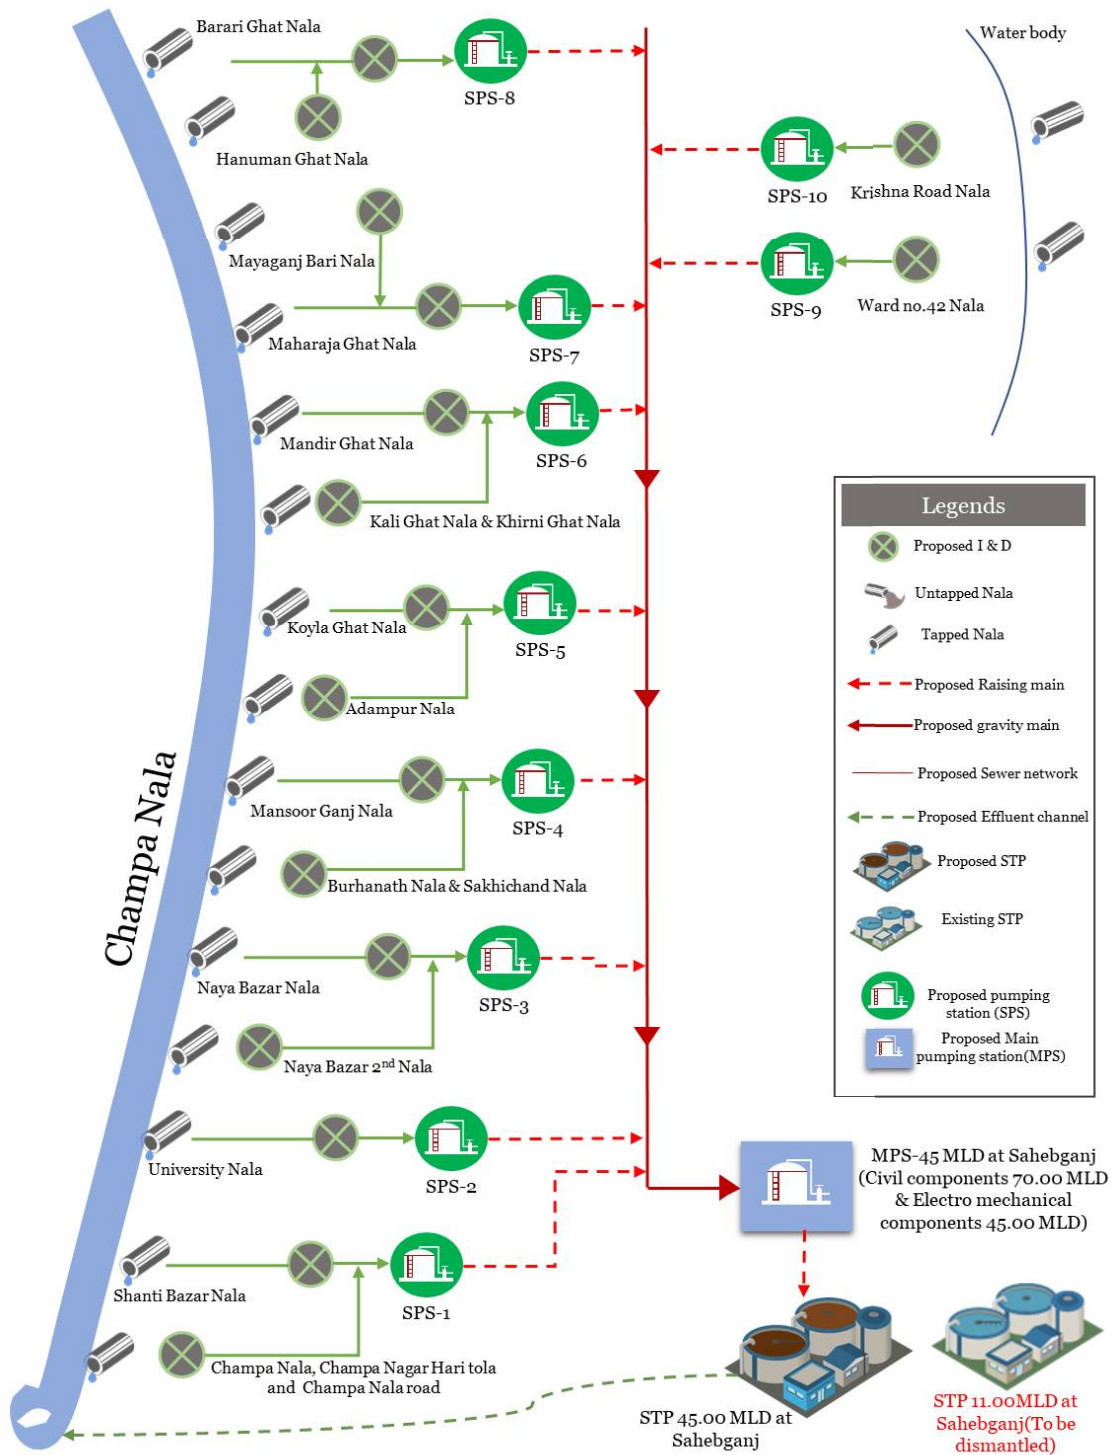 Barari Ghat Nala
SPS-8
Hanuman Ghat Nala
Water body
SPS-10
Krishna Road Nala
Mayaganj Bari Nala
SPS-9
Ward no.42 Nala
Maharaja Ghat Nala
SPS-7
Mandir Ghat Nala
SPS-6
Kali Ghat Nala & Khirni Ghat Nala
Koyla Ghat Nala
SPS-5
Adampur Nala
Champa Nala
Mansoor Ganj Nala
SPS-4
Burhanath Nala & Sakhichand Nala
Naya Bazar Nala
SPS-3
Naya Bazar 2nd Nala
University Nala
SPS-2
Shanti Bazar Nala
SPS-1
Champa Nala, Champa Nagar Hari tola
and Champa Nala road
Legends
Proposed I & D
Untapped Nala
Tapped Nala
Proposed Raising main
Proposed gravity main
Proposed Sewer network
Proposed Effluent channel
Proposed STP
Existing STP
Proposed pumping
station (SPS)
Proposed Main
pumping station(MPS)
MPS-45 MLD at Sahebganj
(Civil components 70.00 MLD
& Electro mechanical
components 45.00 MLD)
STP 45.00 MLD at
Sahebganj
STP 11.00MLD at
Sahebganj(To be
dismantled)